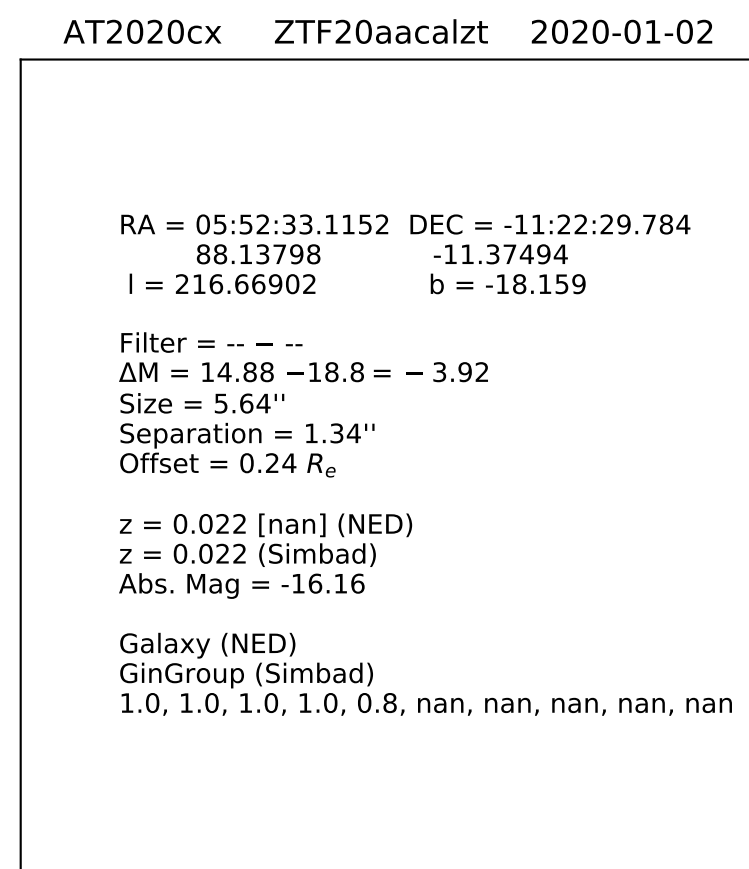 AT2020cx ZTF20aacalzt 2020-01-02
RA = 05:52:33.1152 DEC = -11:22:29.784
88.13798 -11.37494
l = 216.66902 b = -18.159
Filter = -- − --
ΔM = 14.88 −18.8 = − 3.92
Size = 5.64''
Separation = 1.34''
Offset = 0.24 Rₑ
z = 0.022 [nan] (NED)
z = 0.022 (Simbad)
Abs. Mag = -16.16
Galaxy (NED)
GinGroup (Simbad)
1.0, 1.0, 1.0, 1.0, 0.8, nan, nan, nan, nan, nan